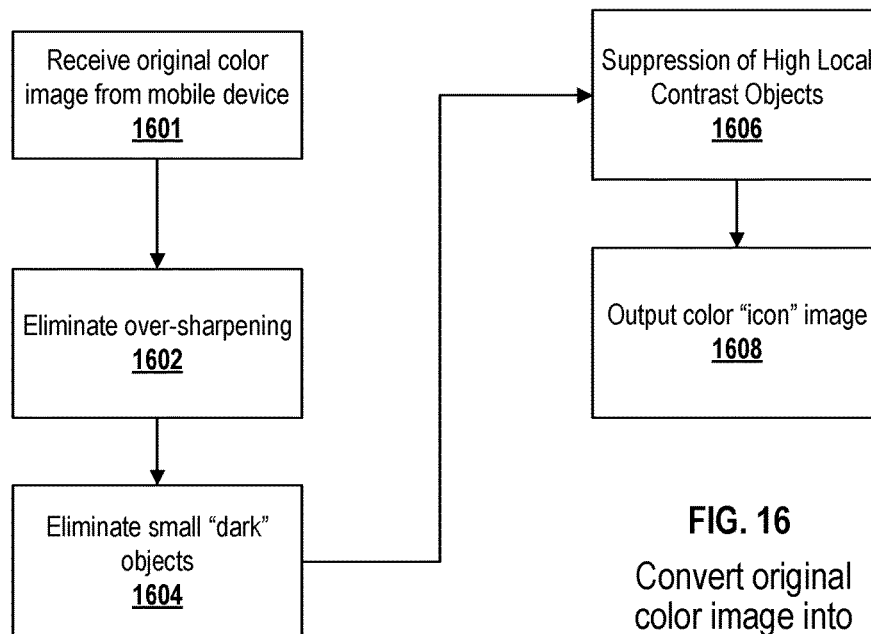 Receive original color
image from mobile device
1601
Eliminate over-sharpening
1602
Eliminate small “dark”
objects
1604
Suppression of High Local
Contrast Objects
1606
Output color “icon” image
1608
FIG. 16
Convert original
color image into